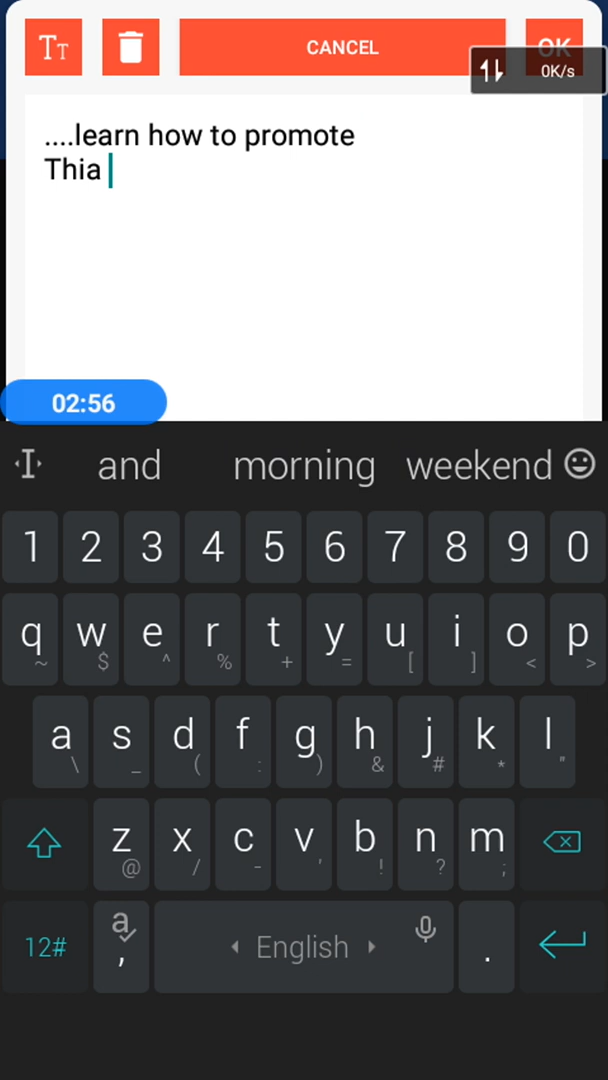 TT
CANCEL
OK
0K/s
....learn how to promote
Thia
02:56
and morning weekend
1 2 3 4 5 6 7 8 9 0
q w e r t y u i o p
~ $ ^ % + = [ ] < >
a s d f g h j k l
\ _ ( : ) & # * "
z x c v b n m
@ / - ' ! ? ;
12# a , English .